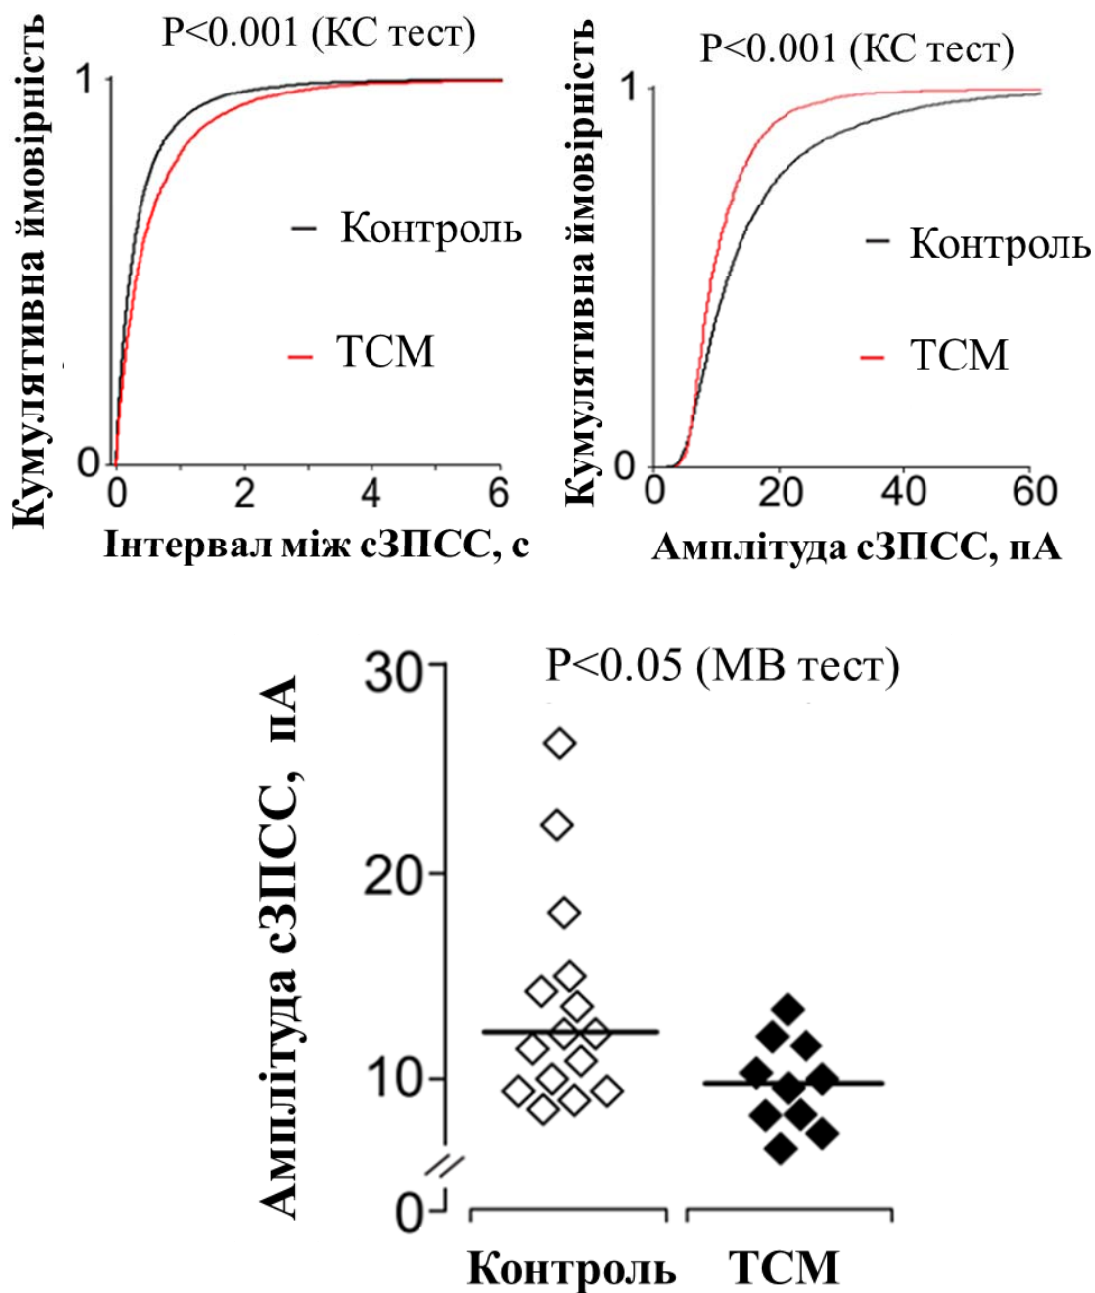 P<0.001 (КС тест)
Кумулятивна ймовірність
1
0
Контроль
ТСМ
0 2 4 6
Інтервал між сЗПСС, с
P<0.001 (КС тест)
Кумулятивна ймовірність
1
0
Контроль
ТСМ
0 20 40 60
Амплітуда сЗПСС, пА
P<0.05 (МВ тест)
Амплітуда сЗПСС, пА
30
20
10
0
Контроль ТСМ